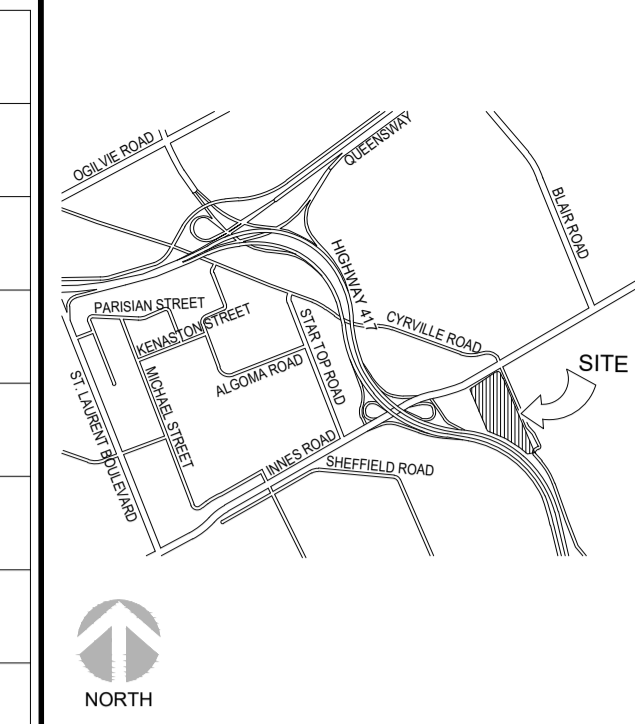 OGILVIE ROAD
QUEENSWAY
BLAIR ROAD
HIGHWAY 417
PARISIAN STREET
KENASTON STREET
STAR TOP ROAD
CYRVILLE ROAD
SITE
ALGOMA ROAD
ST. LAURENT BOULEVARD
MICHAEL STREET
INNES ROAD
SHEFFIELD ROAD
NORTH